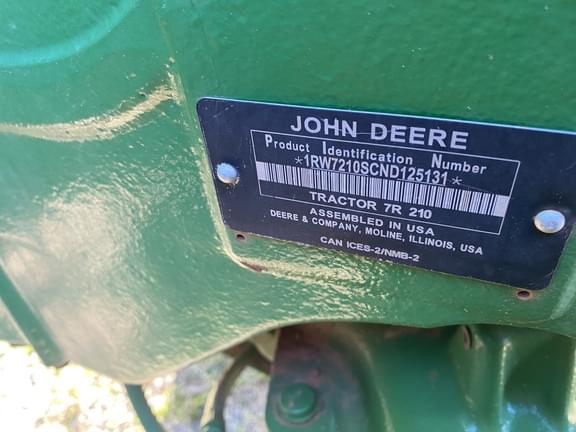 JOHN DEERE
Product Identification Number
*1RW7210SCND125131*
TRACTOR 7R 210
ASSEMBLED IN USA
DEERE & COMPANY, MOLINE, ILLINOIS, USA
CAN ICES-2/NMB-2